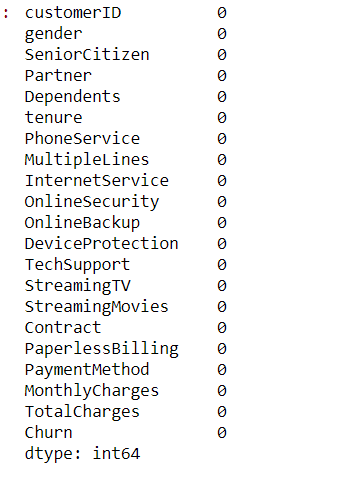 : customerID 0
gender 0
SeniorCitizen 0
Partner 0
Dependents 0
tenure 0
PhoneService 0
MultipleLines 0
InternetService 0
OnlineSecurity 0
OnlineBackup 0
DeviceProtection 0
TechSupport 0
StreamingTV 0
StreamingMovies 0
Contract 0
PaperlessBilling 0
PaymentMethod 0
MonthlyCharges 0
TotalCharges 0
Churn 0
dtype: int64